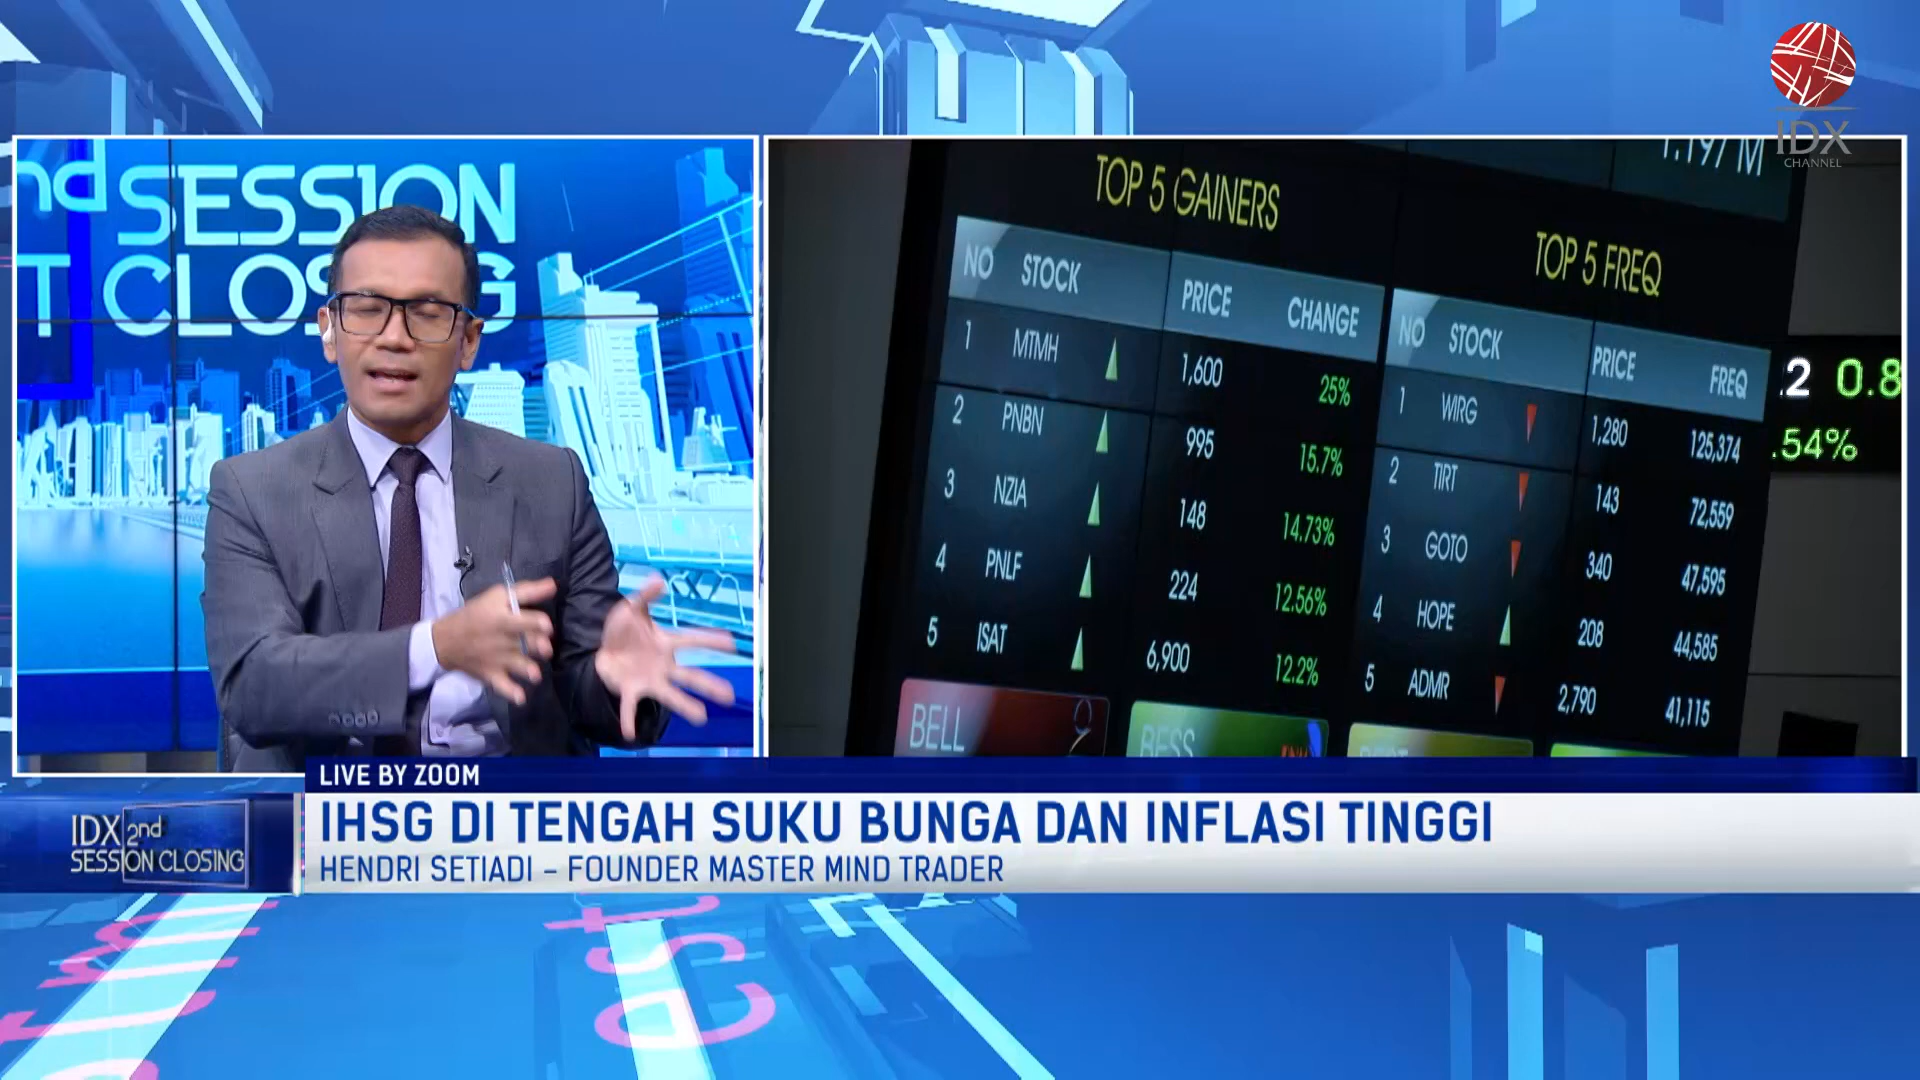 IDX
CHANNEL
nd SESSION
T CLOSING
1.197 M
TOP 5 GAINERS
NO STOCK PRICE CHANGE
1 MTMH 1,600 25%
2 PNBN 995 15.7%
3 NZIA 148 14.73%
4 PNLF 224 12.56%
5 ISAT 6,900 12.2%
TOP 5 FREQ
NO STOCK PRICE FREQ
1 WIRG 1,280 125,374
2 TIRT 143 72,559
3 GOTO 340 47,595
4 HOPE 208 44,585
5 ADMR 2,790 41,115
.2 0.8
.54%
BELL
BESS
LIVE BY ZOOM
IHSG DI TENGAH SUKU BUNGA DAN INFLASI TINGGI
HENDRI SETIADI – FOUNDER MASTER MIND TRADER
IDX 2nd
SESSION CLOSING